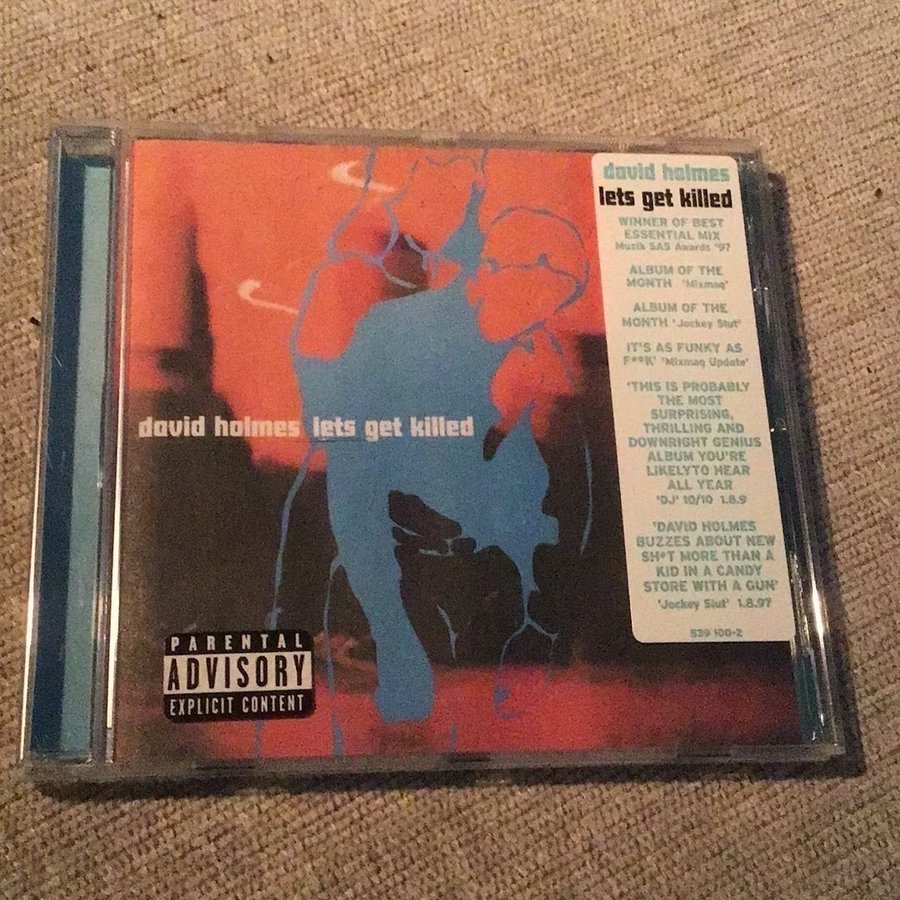 david holmes lets get killed
PARENTAL
ADVISORY
EXPLICIT CONTENT
david holmes
lets get killed
WINNER OF BEST
ESSENTIAL MIX
Muzik SAS Awards '97
ALBUM OF THE
MONTH 'Mixmag'
ALBUM OF THE
MONTH 'Jockey Slut'
IT'S AS FUNKY AS
F**K' 'Mixmag Update'
'THIS IS PROBABLY
THE MOST
SURPRISING,
THRILLING AND
DOWNRIGHT GENIUS
ALBUM YOU'RE
LIKELYTO HEAR
ALL YEAR
'DJ' 10/10 1.8.9
'DAVID HOLMES
BUZZES ABOUT NEW
SH*T MORE THAN A
KID IN A CANDY
STORE WITH A GUN'
'Jockey Slut' 1.8.97
539 100-2